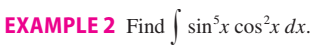 EXAMPLE 2 Find ∫ sin⁵x cos²x dx.